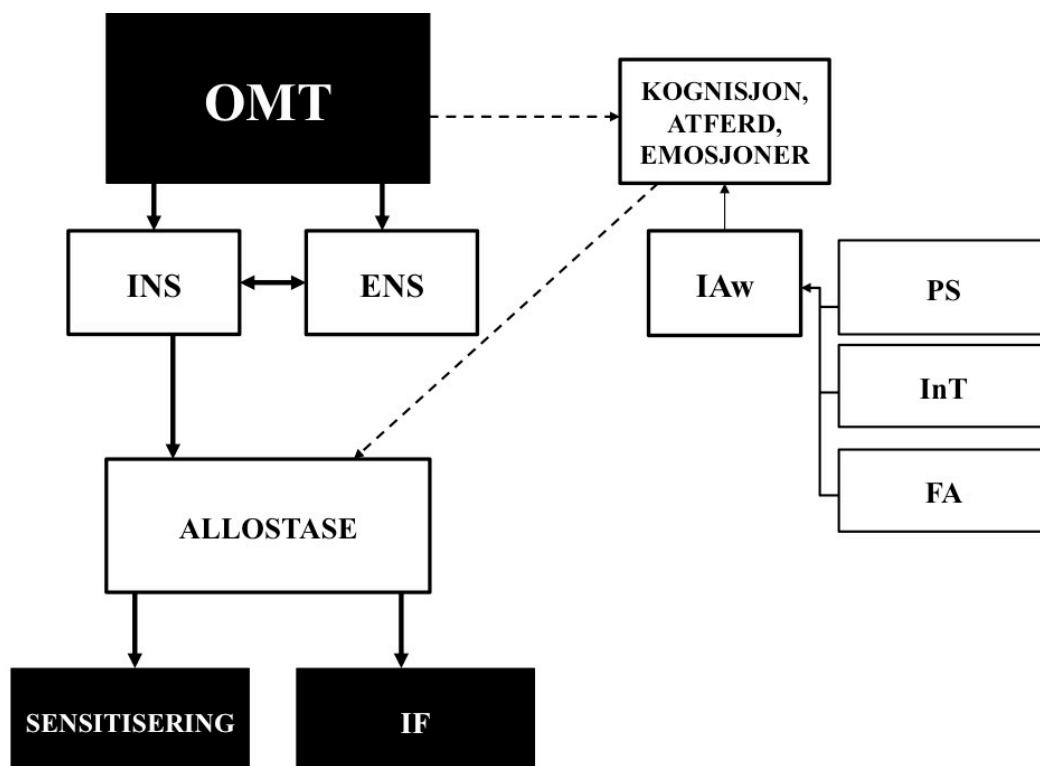 OMT
KOGNISJON,
ATFERD,
EMOSJONER
INS
ENS
IAw
PS
InT
FA
ALLOSTASE
SENSITISERING
IF